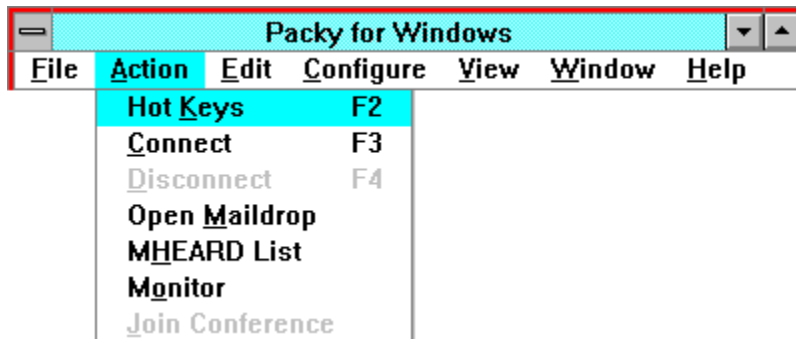 Packy for Windows
File Action Edit Configure View Window Help
Hot Keys F2
Connect F3
Disconnect F4
Open Maildrop
MHEARD List
Monitor
Join Conference